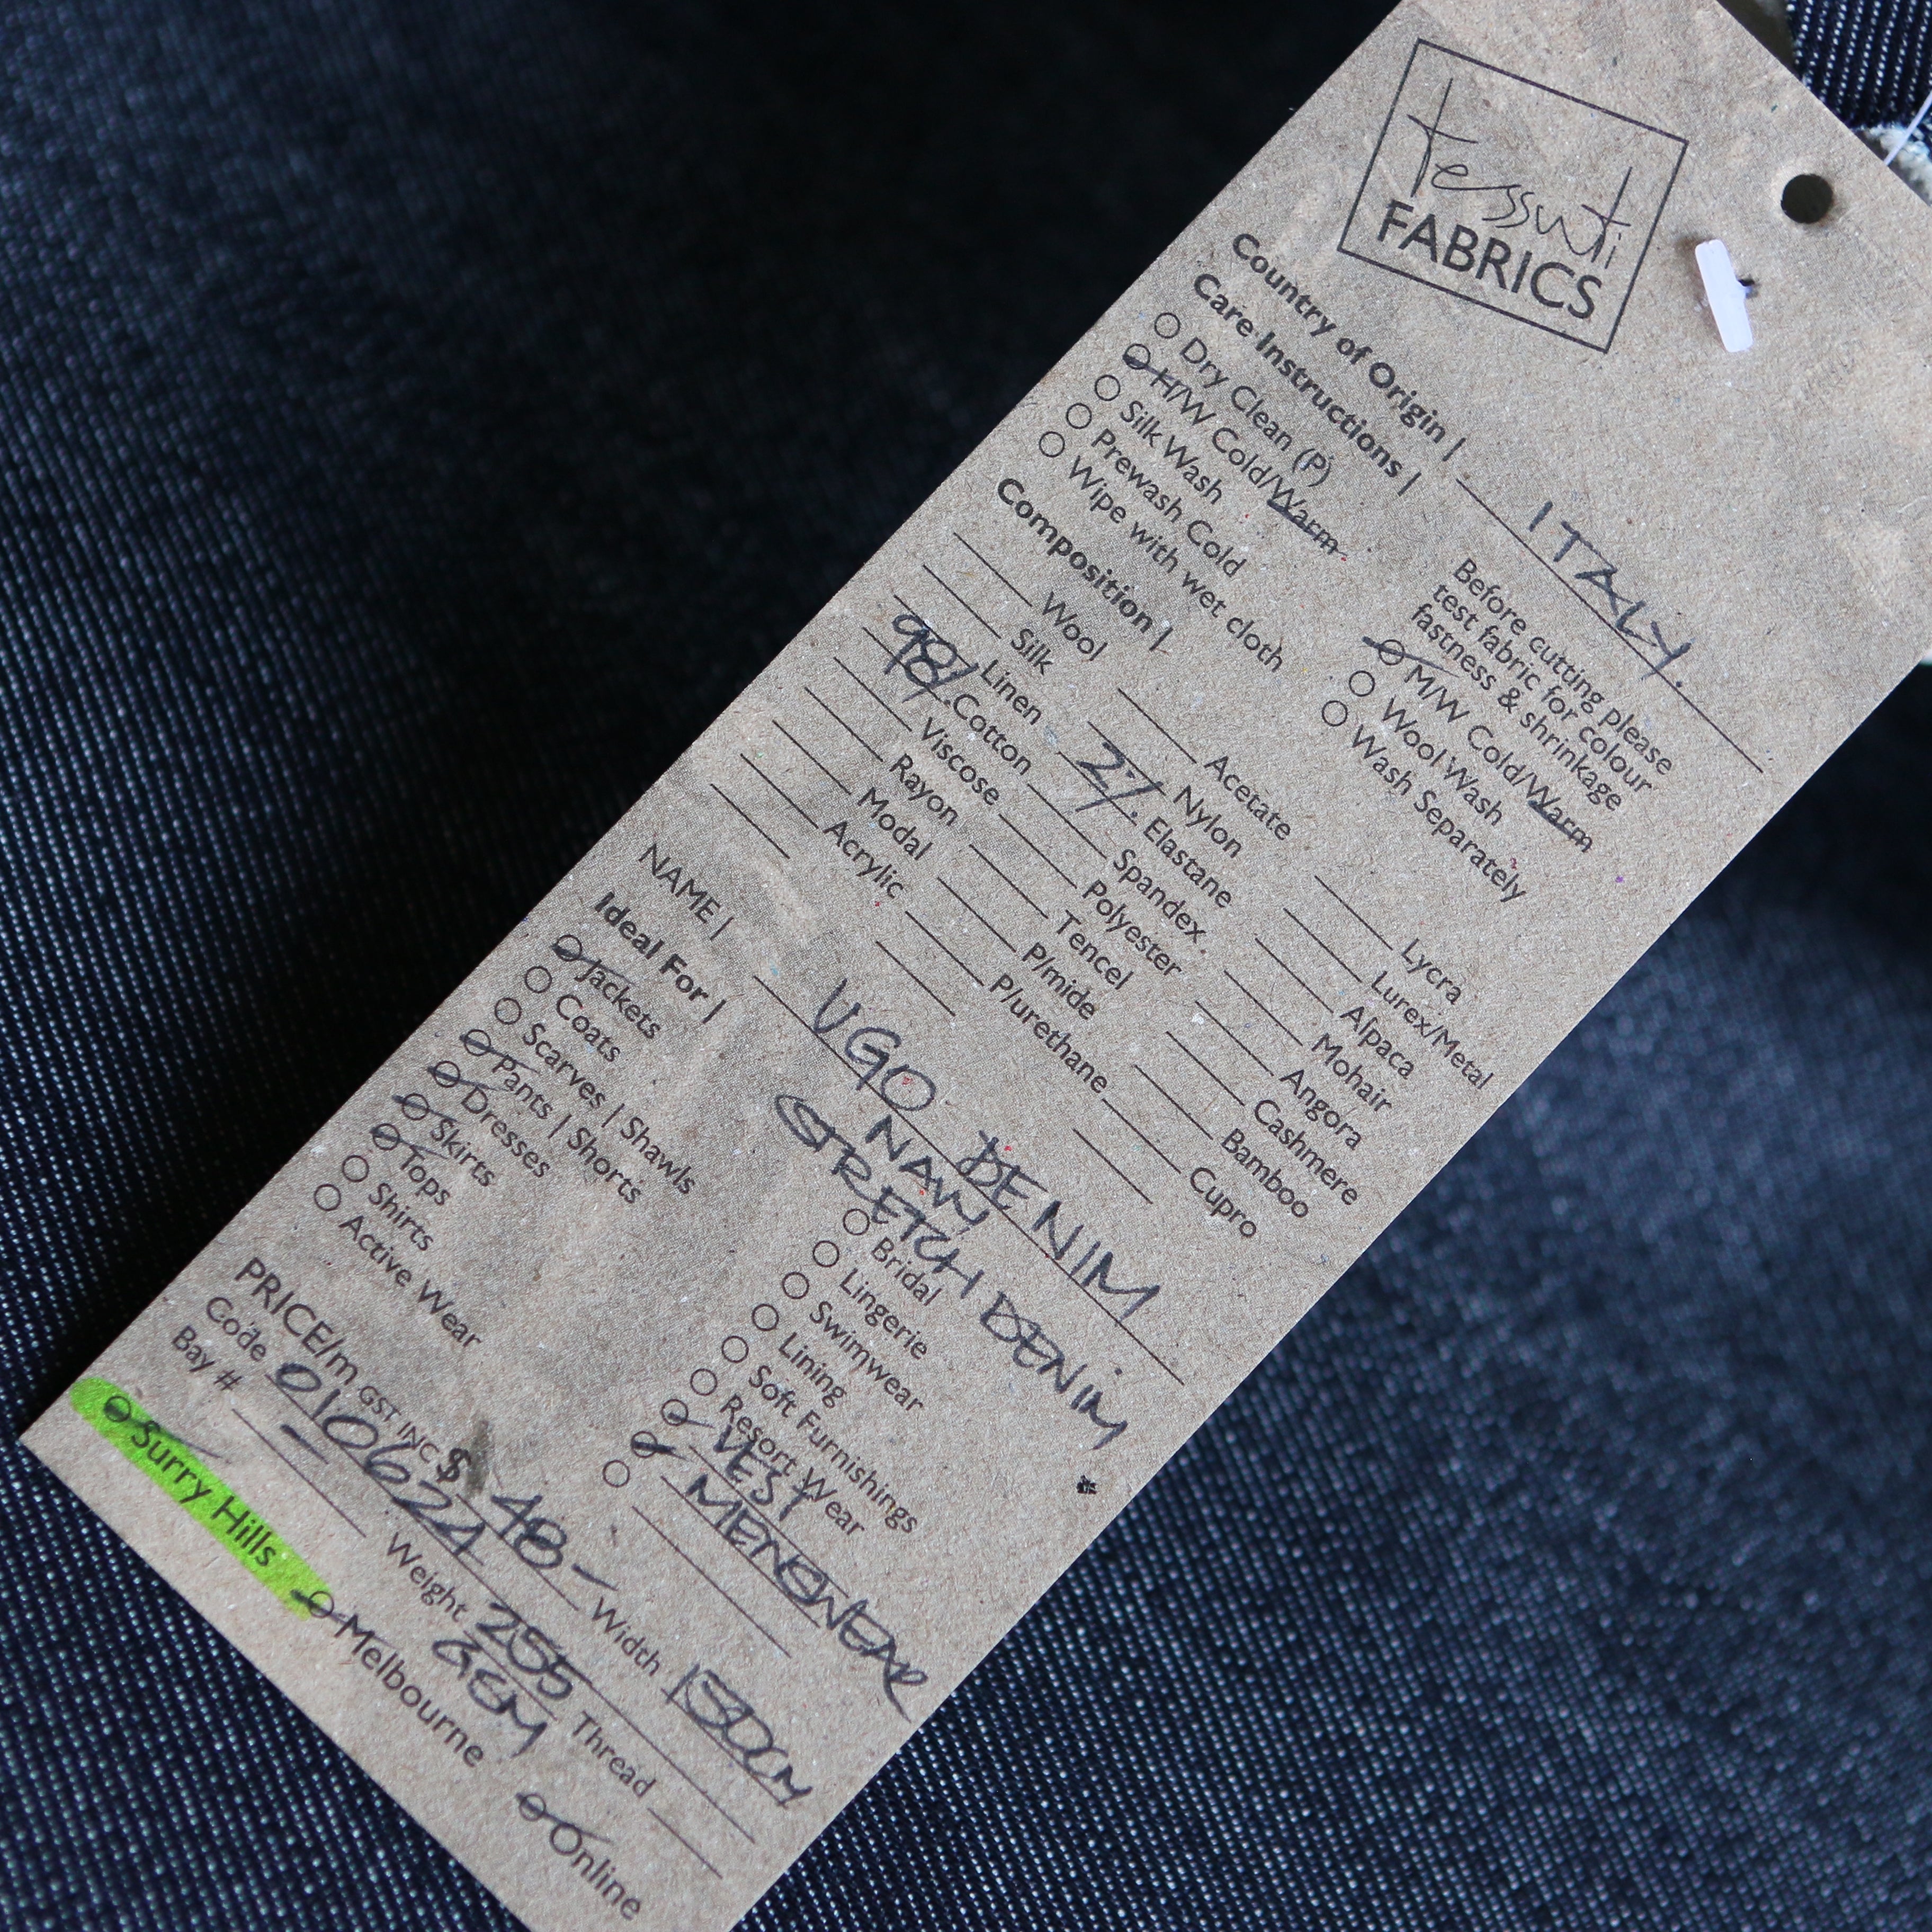 tessuti
FABRICS
Country of Origin | ITALY.
Care Instructions |
Before cutting please
test fabric for colour
fastness & shrinkage
Dry Clean (P)
H/W Cold/Warm
Silk Wash
Prewash Cold
Wipe with wet cloth
M/W Cold/Warm
Wool Wash
Wash Separately
Composition |
Wool
Silk
Linen
98% Cotton
Viscose
Rayon
Modal
Acrylic
Acetate
Nylon
2% Elastane
Spandex
Polyester
Tencel
P/mide
P/urethane
Lycra
Lurex/Metal
Alpaca
Mohair
Angora
Cashmere
Bamboo
Cupro
NAME | UGO DENIM
NAVY
STRETCH DENIM
Ideal For |
Jackets
Coats
Scarves | Shawls
Pants | Shorts
Dresses
Skirts
Tops
Shirts
Active Wear
Bridal
Lingerie
Swimwear
Lining
Soft Furnishings
Resort Wear
VEST
MENSWEAR
PRICE/m GST INC $ 48- Width 150CM
Code 010624 Weight 255 GSM Thread
Bay #
Surry Hills Melbourne Online